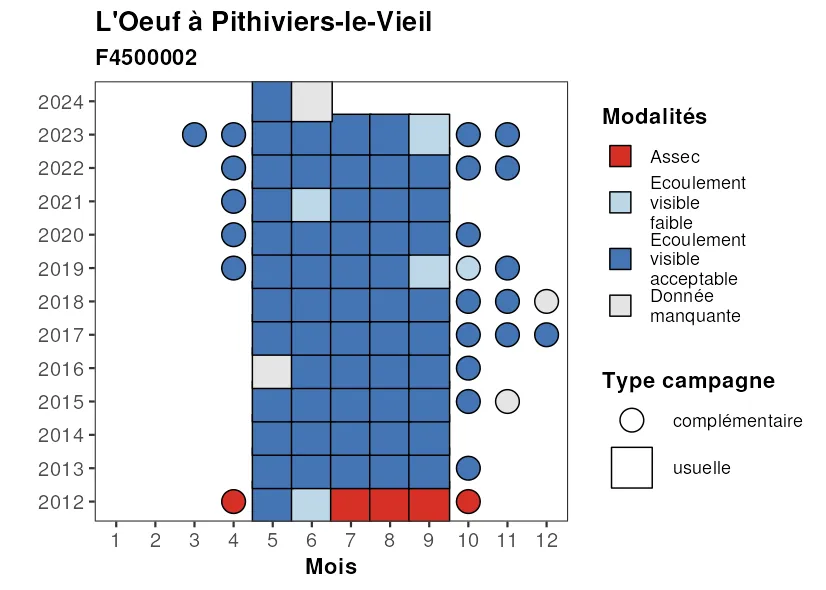 L'Oeuf à Pithiviers-le-Vieil
F4500002
2024
2023
2022
2021
2020
2019
2018
2017
2016
2015
2014
2013
2012
1 2 3 4 5 6 7 8 9 10 11 12
Mois
Modalités
Assec
Ecoulement
visible
faible
Ecoulement
visible
acceptable
Donnée
manquante
Type campagne
complémentaire
usuelle